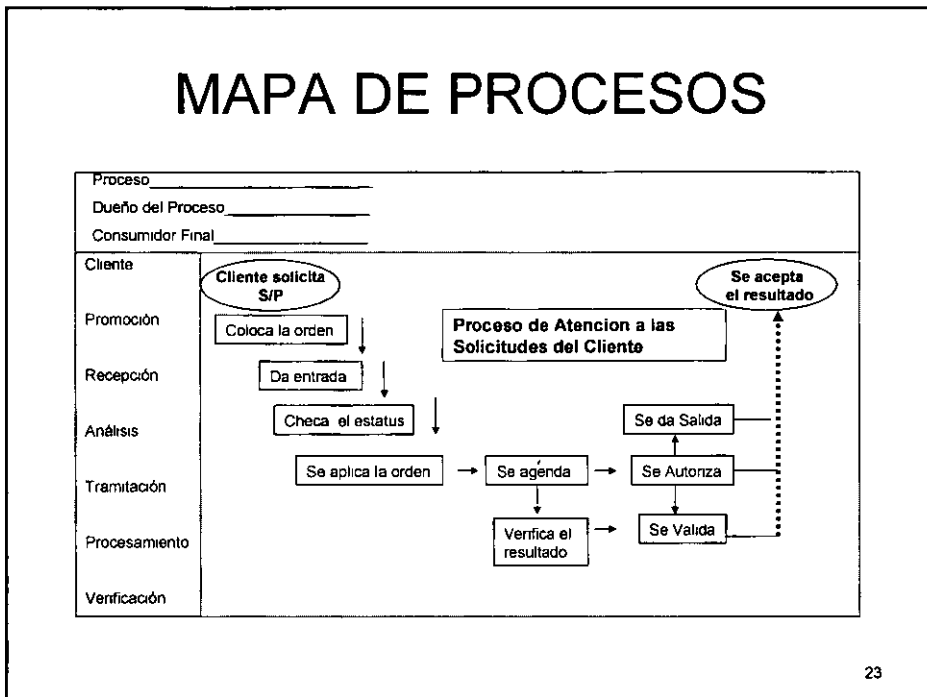 MAPA DE PROCESOS
Proceso
Dueño del Proceso
Consumidor Final
Cliente
Cliente solicita
S/P
Se acepta
el resultado
Promoción
Coloca la orden
Proceso de Atencion a las
Solicitudes del Cliente
Recepción
Da entrada
Análisis
Checa el estatus
Se da Salida
Se aplica la orden
Se agenda
Se Autoriza
Tramitación
Procesamiento
Verifica el
resultado
Se Valida
Verificación
23